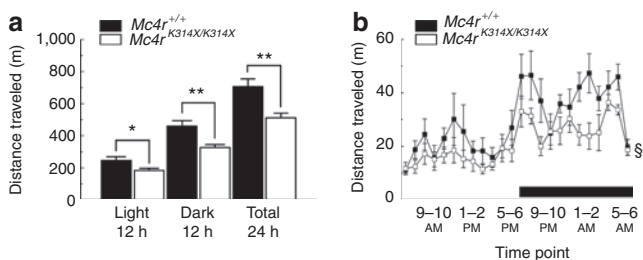 a
Mc4r+/+
Mc4rK314X/K314X
Distance traveled (m)
1,000
800
600
400
200
*
**
**
Light
12 h
Dark
12 h
Total
24 h
b
Mc4r+/+
Mc4rK314X/K314X
Distance traveled (m)
60
40
20
0
§
9–10
AM
1–2
PM
5–6
PM
9–10
PM
1–2
AM
5–6
AM
Time point